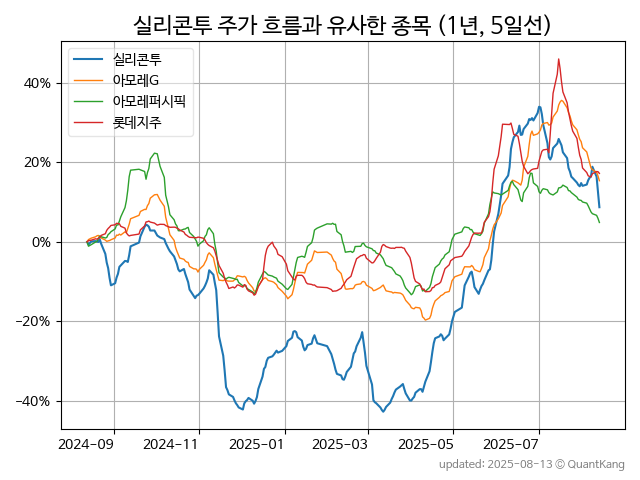 실리콘투 주가 흐름과 유사한 종목 (1년, 5일선)
실리콘투
아모레G
아모레퍼시픽
롯데지주
40%
20%
0%
−20%
−40%
2024-09 2024-11 2025-01 2025-03 2025-05 2025-07
updated: 2025-08-13 © QuantKang